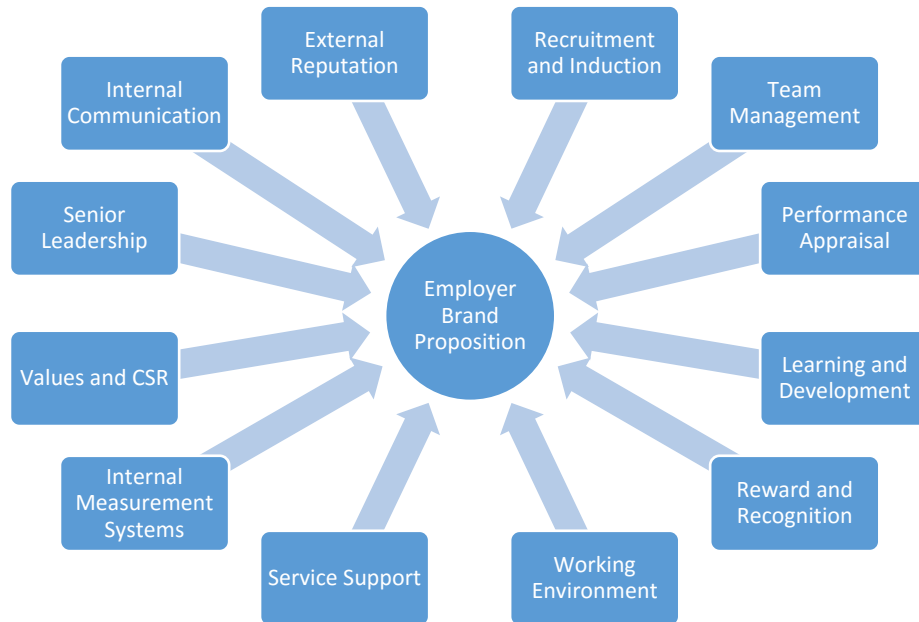 External
Reputation
Recruitment
and Induction
Internal
Communication
Team
Management
Senior
Leadership
Performance
Appraisal
Employer
Brand
Proposition
Values and CSR
Learning and
Development
Internal
Measurement
Systems
Reward and
Recognition
Service Support
Working
Environment